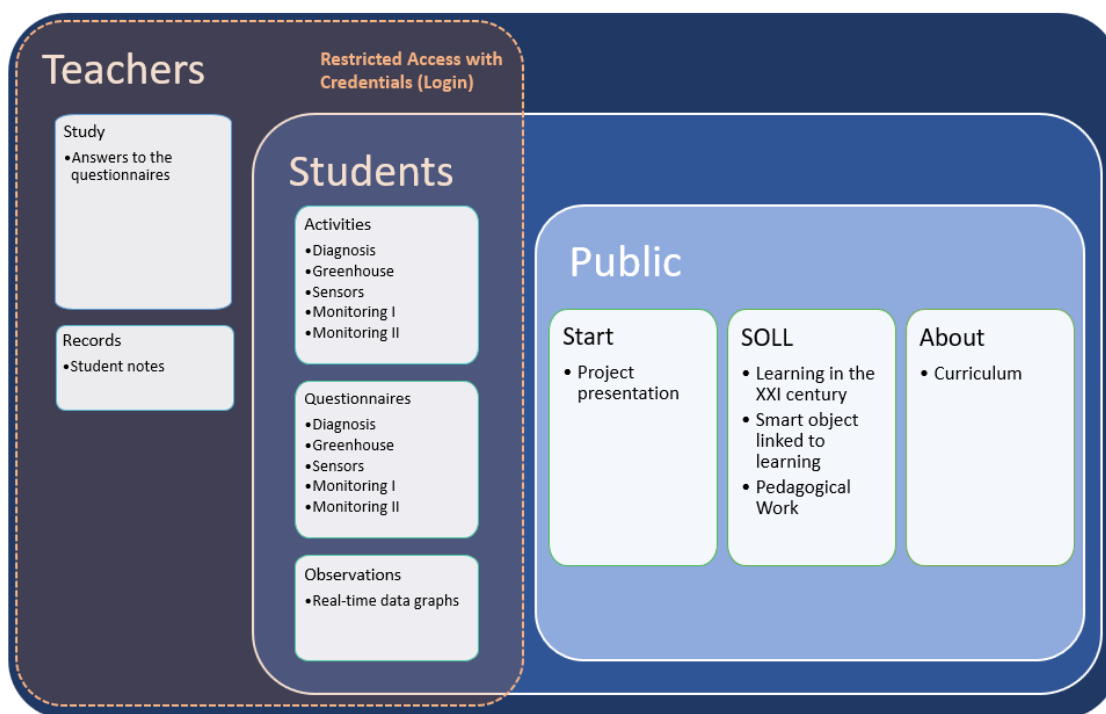 Teachers
Restricted Access with
Credentials (Login)
Study
•Answers to the
questionnaires
Records
•Student notes
Students
Activities
•Diagnosis
•Greenhouse
•Sensors
•Monitoring I
•Monitoring II
Questionnaires
•Diagnosis
•Greenhouse
•Sensors
•Monitoring I
•Monitoring II
Observations
•Real-time data graphs
Public
Start
• Project
presentation
SOLL
• Learning in the
XXI century
• Smart object
linked to
learning
• Pedagogical
Work
About
• Curriculum